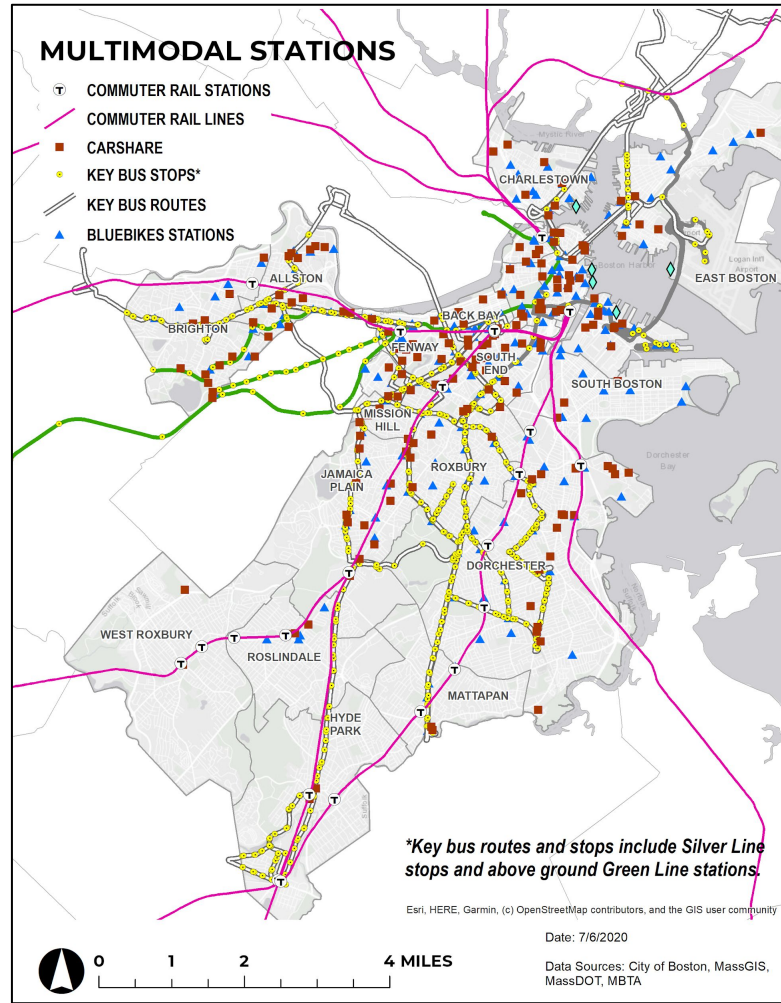 MULTIMODAL STATIONS
T COMMUTER RAIL STATIONS
COMMUTER RAIL LINES
CARSHARE
KEY BUS STOPS*
KEY BUS ROUTES
BLUEBIKES STATIONS
Mystic River
CHARLESTOWN
ALLSTON
Boston Harbor
Logan Int'l
Airport
EAST BOSTON
BRIGHTON
BACK BAY
FENWAY
SOUTH
END
SOUTH BOSTON
MISSION
HILL
Dorchester
Bay
JAMAICA
PLAIN
ROXBURY
DORCHESTER
WEST ROXBURY
ROSLINDALE
MATTAPAN
HYDE
PARK
*Key bus routes and stops include Silver Line
stops and above ground Green Line stations.
Esri, HERE, Garmin, (c) OpenStreetMap contributors, and the GIS user community
Date: 7/6/2020
0 1 2 4 MILES
Data Sources: City of Boston, MassGIS,
MassDOT, MBTA